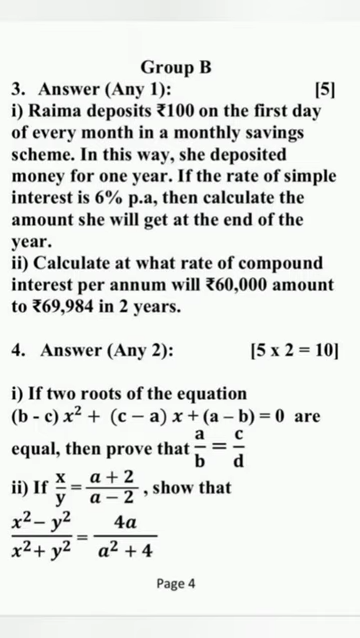 Group B
3. Answer (Any 1): [5]
i) Raima deposits ₹100 on the first day
of every month in a monthly savings
scheme. In this way, she deposited
money for one year. If the rate of simple
interest is 6% p.a, then calculate the
amount she will get at the end of the
year.
ii) Calculate at what rate of compound
interest per annum will ₹60,000 amount
to ₹69,984 in 2 years.
4. Answer (Any 2): [5 x 2 = 10]
i) If two roots of the equation
(b - c) x² + (c – a) x + (a – b) = 0 are
equal, then prove that a/b = c/d
ii) If x/y = a + 2/a – 2 , show that
x² – y²/x² + y² = 4a/a² + 4
Page 4